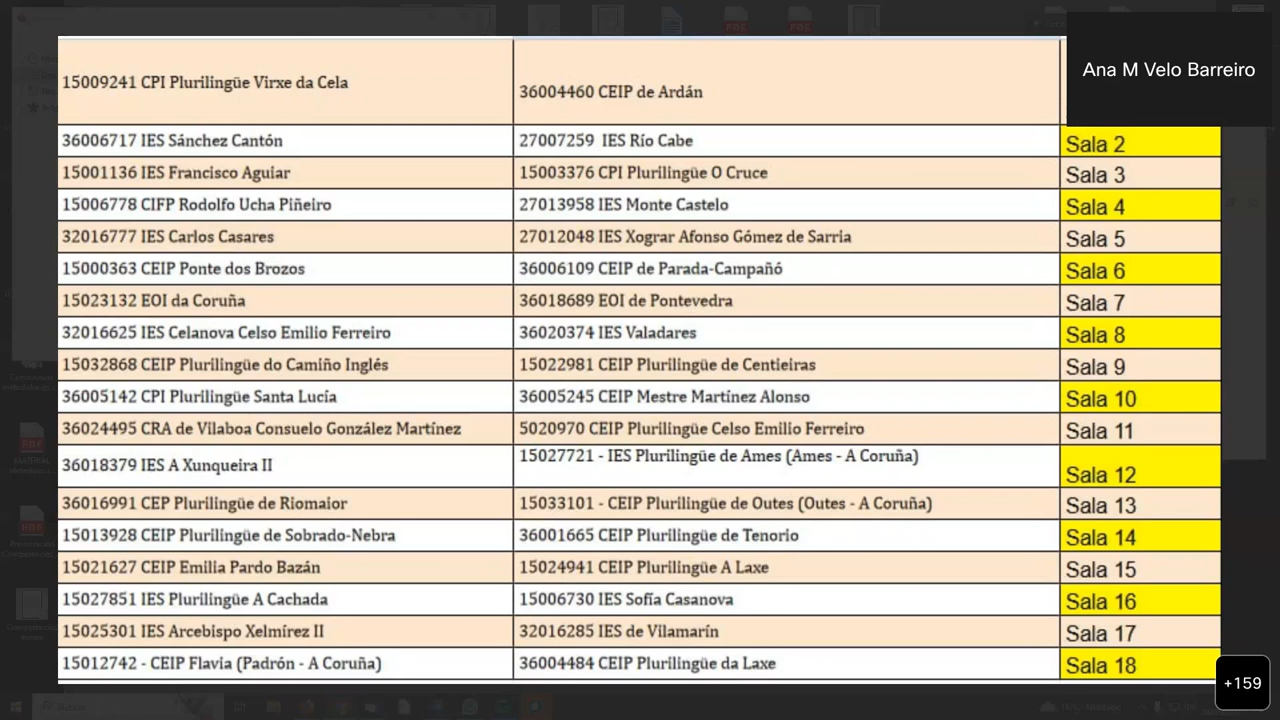 Ana M Velo Barreiro
15009241 CPI Plurilingüe Virxe da Cela 36004460 CEIP de Ardán
36006717 IES Sánchez Cantón 27007259 IES Río Cabe Sala 2
15001136 IES Francisco Aguiar 15003376 CPI Plurilingüe O Cruce Sala 3
15006778 CIFP Rodolfo Ucha Piñeiro 27013958 IES Monte Castelo Sala 4
32016777 IES Carlos Casares 27012048 IES Xograr Afonso Gómez de Sarria Sala 5
15000363 CEIP Ponte dos Brozos 36006109 CEIP de Parada-Campañó Sala 6
15023132 EOI da Coruña 36018689 EOI de Pontevedra Sala 7
32016625 IES Celanova Celso Emilio Ferreiro 36020374 IES Valadares Sala 8
15032868 CEIP Plurilingüe do Camiño Inglés 15022981 CEIP Plurilingüe de Centieiras Sala 9
36005142 CPI Plurilingüe Santa Lucía 36005245 CEIP Mestre Martínez Alonso Sala 10
36024495 CRA de Vilaboa Consuelo González Martínez 5020970 CEIP Plurilingüe Celso Emilio Ferreiro Sala 11
36018379 IES A Xunqueira II 15027721 - IES Plurilingüe de Ames (Ames - A Coruña) Sala 12
36016991 CEP Plurilingüe de Riomaior 15033101 - CEIP Plurilingüe de Outes (Outes - A Coruña) Sala 13
15013928 CEIP Plurilingüe de Sobrado-Nebra 36001665 CEIP Plurilingüe de Tenorio Sala 14
15021627 CEIP Emilia Pardo Bazán 15024941 CEIP Plurilingüe A Laxe Sala 15
15027851 IES Plurilingüe A Cachada 15006730 IES Sofía Casanova Sala 16
15025301 IES Arcebispo Xelmírez II 32016285 IES de Vilamarín Sala 17
15012742 - CEIP Flavia (Padrón - A Coruña) 36004484 CEIP Plurilingüe da Laxe Sala 18
+159